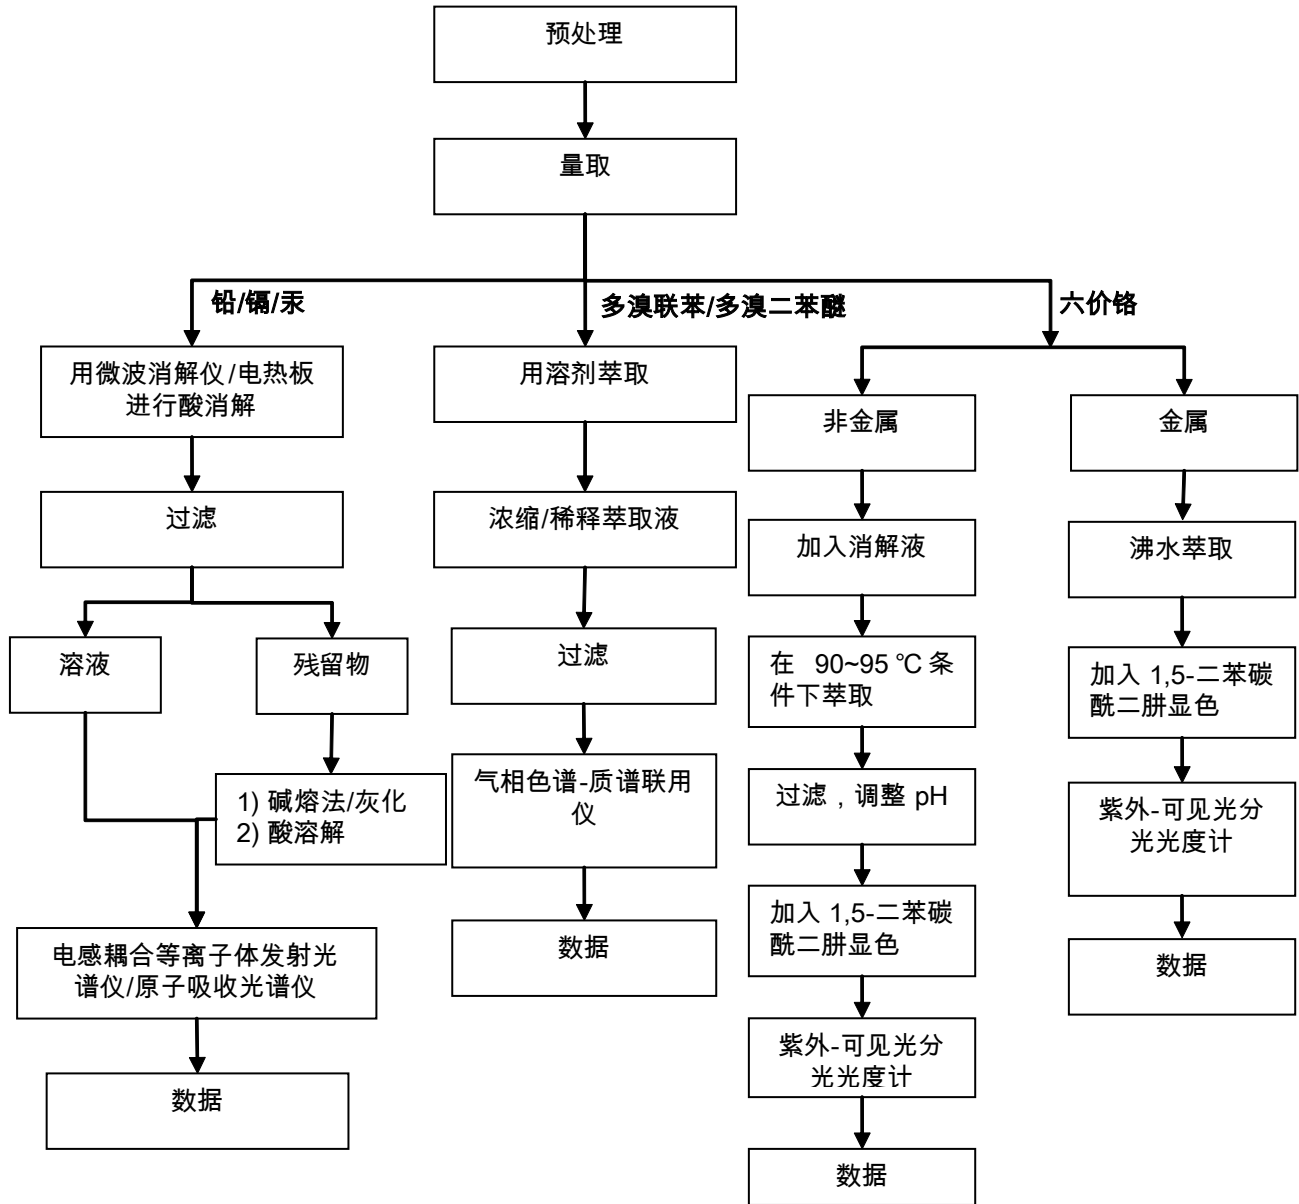 预处理
量取
铅/镉/汞
用微波消解仪/电热板
进行酸消解
过滤
溶液
残留物
1) 碱熔法/灰化
2) 酸溶解
电感耦合等离子体发射光
谱仪/原子吸收光谱仪
数据
多溴联苯/多溴二苯醚
用溶剂萃取
浓缩/稀释萃取液
过滤
气相色谱-质谱联用
仪
数据
六价铬
非金属
加入消解液
在 90~95 ℃ 条
件下萃取
过滤，调整 pH
加入 1,5-二苯碳
酰二肼显色
紫外-可见光分
光光度计
数据
金属
沸水萃取
加入 1,5-二苯碳
酰二肼显色
紫外-可见光分
光光度计
数据